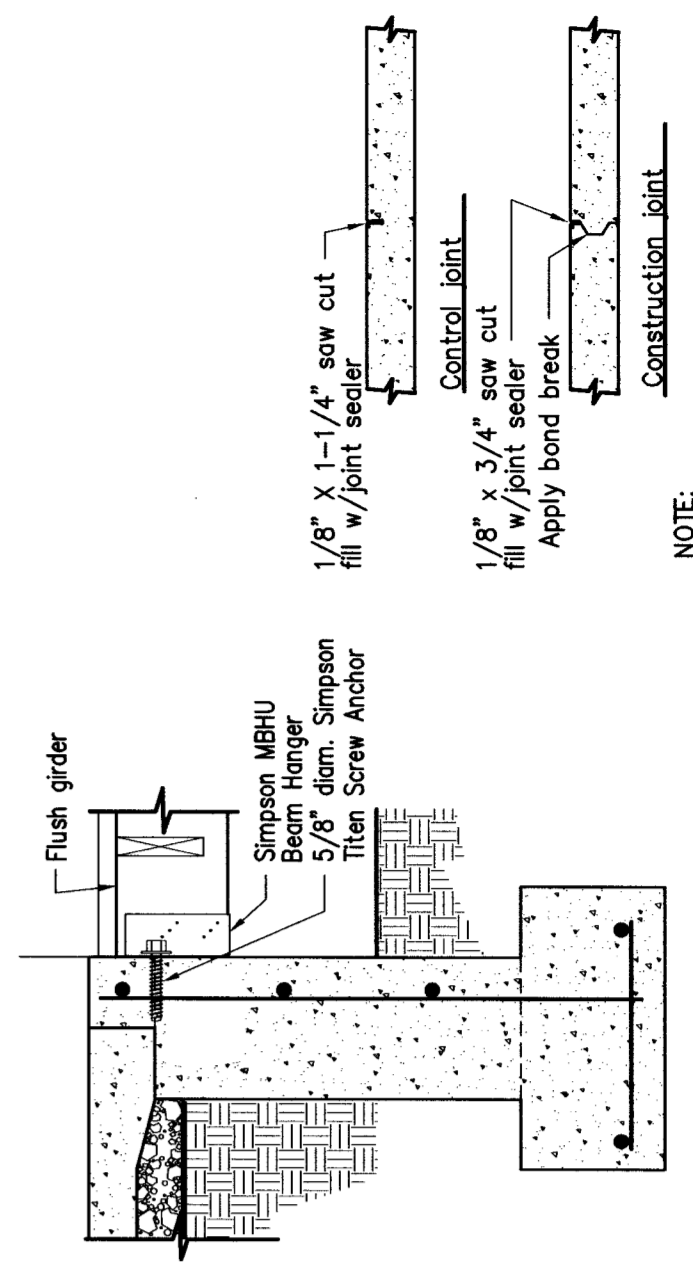 Flush girder
Simpson MBHU
Beam Hanger
5/8" diam. Simpson
Titen Screw Anchor
1/8" X 1-1/4" saw cut
fill w/joint sealer
Control joint
1/8" x 3/4" saw cut
fill w/joint sealer
Apply bond break
Construction joint
NOTE: